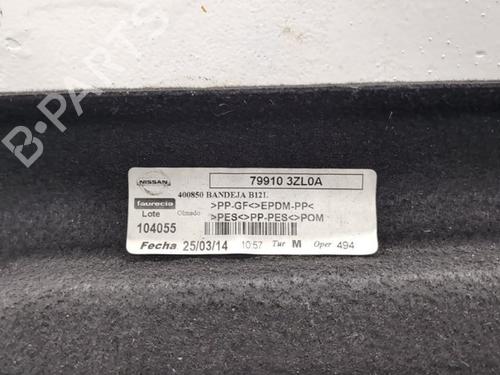 B-PARTS
NISSAN
79910 3ZL0A
400850 BANDEJA B12L
faurecia
Olmedo
>PP-GF<>EPDM-PP<
Lote
>PES<>PP-PES<>POM
104055
Fecha 25/03/14 10:57 Tur M Oper 494